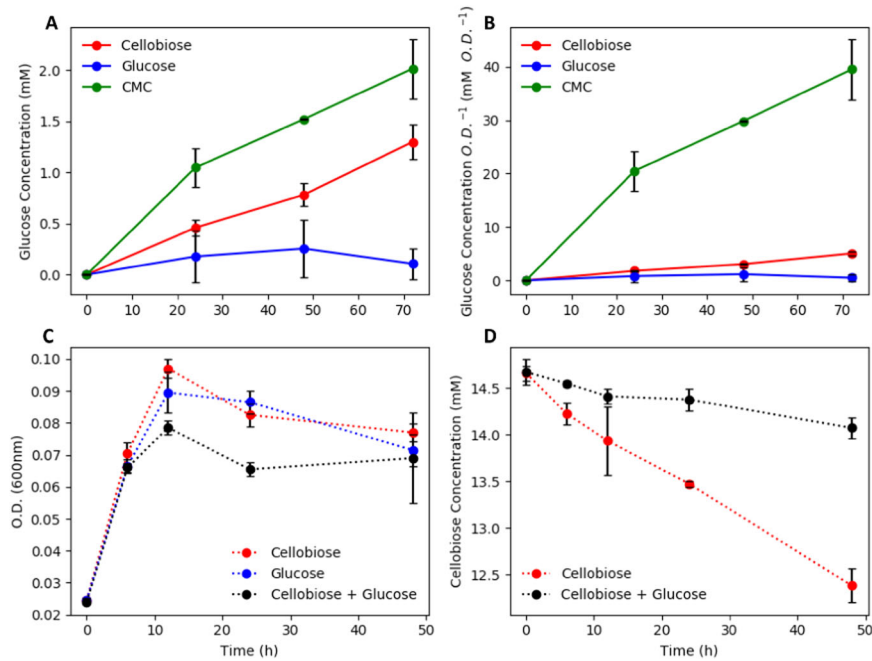 A
Cellobiose
Glucose
CMC
Glucose Concentration (mM)
2.0
1.5
1.0
0.5
0.0
0 10 20 30 40 50 60 70
B
Cellobiose
Glucose
CMC
Glucose Concentration O.D.⁻¹ (mM O.D.⁻¹)
40
30
20
10
0
0 10 20 30 40 50 60 70
C
O.D. (600nm)
0.10
0.09
0.08
0.07
0.06
0.05
0.04
0.03
0.02
Cellobiose
Glucose
Cellobiose + Glucose
0 10 20 30 40 50
Time (h)
D
Cellobiose Concentration (mM)
14.5
14.0
13.5
13.0
12.5
Cellobiose
Cellobiose + Glucose
0 10 20 30 40 50
Time (h)